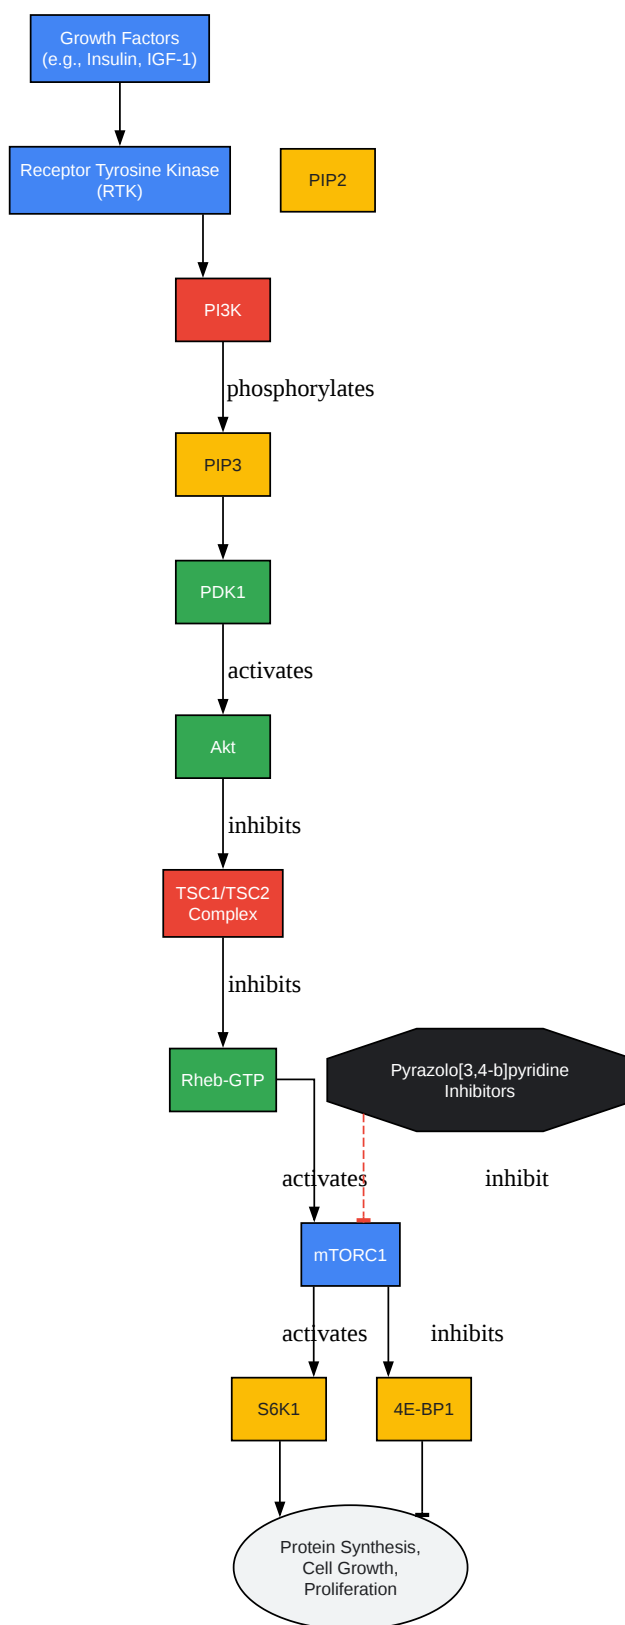 Growth Factors
(e.g., Insulin, IGF-1)
Receptor Tyrosine Kinase
(RTK)
PIP2
PI3K
phosphorylates
PIP3
PDK1
activates
Akt
inhibits
TSC1/TSC2
Complex
inhibits
Rheb-GTP
Pyrazolo[3,4-b]pyridine
Inhibitors
activates
inhibit
mTORC1
activates
inhibits
S6K1
4E-BP1
Protein Synthesis,
Cell Growth,
Proliferation